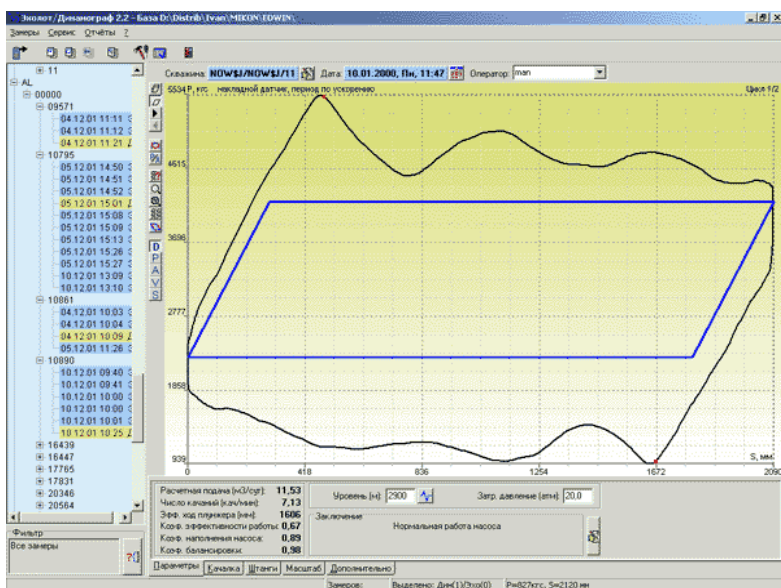 Эхолот/Динамограф 2.2 - База D:\Distrib\Ivan\MIKON\EDWIN\
Замеры Сервис Отчёты ?
Скважина: NOW$J/NOW$J/11 Дата: 10.01.2000, Пн, 11:47 Оператор: man
11
AL
00000
09571
04.12.01 11:11
04.12.01 11:12
04.12.01 11:21
10795
05.12.01 14:50
05.12.01 14:51
05.12.01 14:52
05.12.01 15:01
05.12.01 15:08
05.12.01 15:09
05.12.01 15:13
05.12.01 15:26
05.12.01 15:27
10.12.01 13:09
10.12.01 13:10
10861
04.12.01 10:03
04.12.01 10:04
04.12.01 10:09
05.12.01 11:26
10890
10.12.01 09:40
10.12.01 09:41
10.12.01 10:00
10.12.01 10:00
10.12.01 10:01
10.12.01 10:25
16439
16447
17765
17831
20346
20564
Фильтр
Все замеры
D
P
A
V
S
5534 P, кгс накладной датчик, период по ускорению Цикл 1/2
4615
3696
2777
1858
939
S, мм
0 418 836 1254 1672 2090
Расчетная подача (м3/сут): 11,53
Число качаний (кач/мин): 7,13
Эфф. ход плунжера (мм): 1606
Коэф. эффективности работы: 0,67
Коэф. наполнения насоса: 0,89
Коэф. балансировки: 0,98
Уровень (м): 2900 Затр. давление (атм): 20,0
Заключение
Нормальная работа насоса
Параметры Качалка Штанги Масштаб Дополнительно
Замеров: Выделено: Дин(1)/Эхо(0) P=827кгс, S=2120 мм